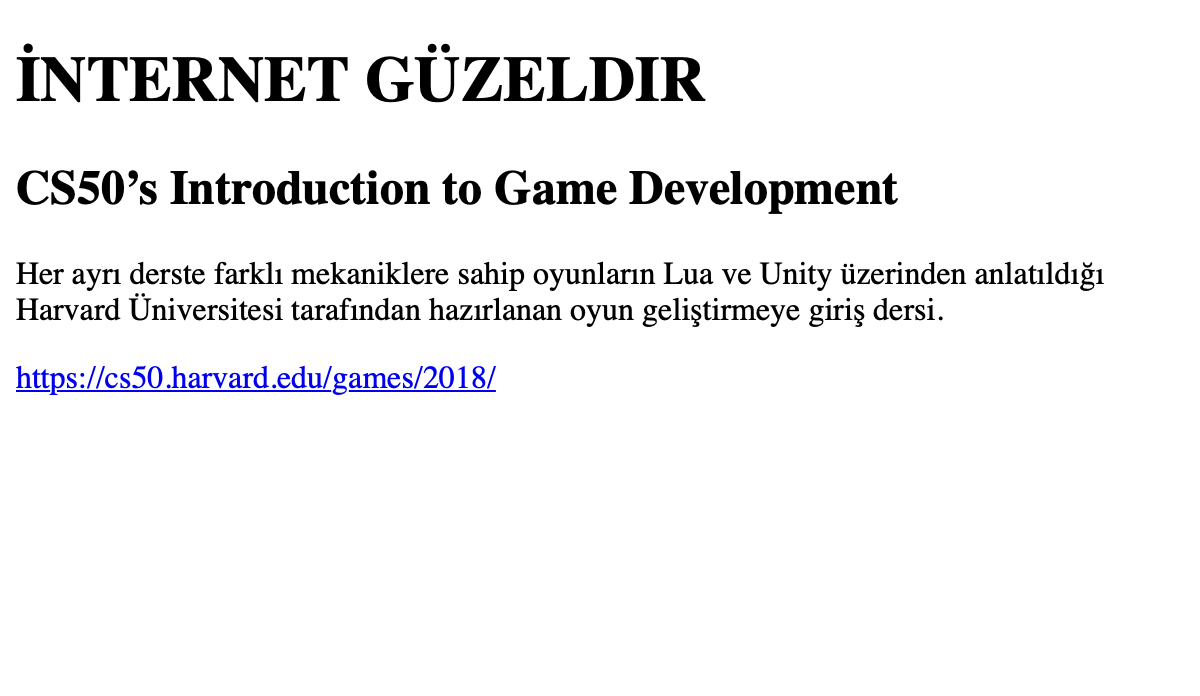 İNTERNET GÜZELDIR
CS50’s Introduction to Game Development
Her ayrı derste farklı mekaniklere sahip oyunların Lua ve Unity üzerinden anlatıldığı
Harvard Üniversitesi tarafından hazırlanan oyun geliştirmeye giriş dersi.
https://cs50.harvard.edu/games/2018/